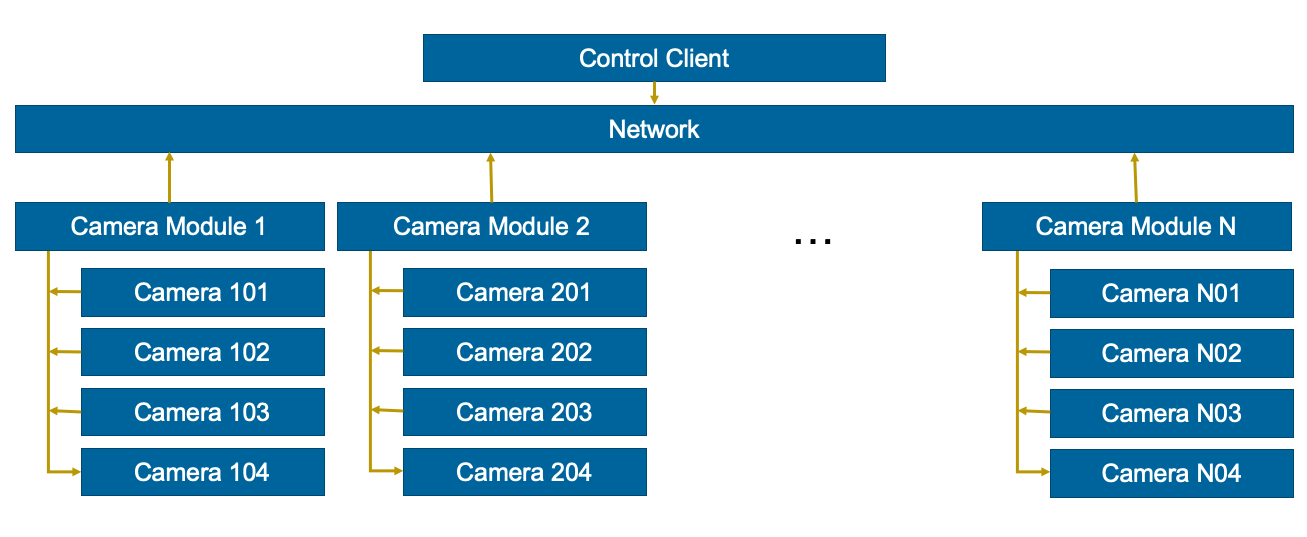 Control Client
Network
Camera Module 1
Camera 101
Camera 102
Camera 103
Camera 104
Camera Module 2
Camera 201
Camera 202
Camera 203
Camera 204
...
Camera Module N
Camera N01
Camera N02
Camera N03
Camera N04